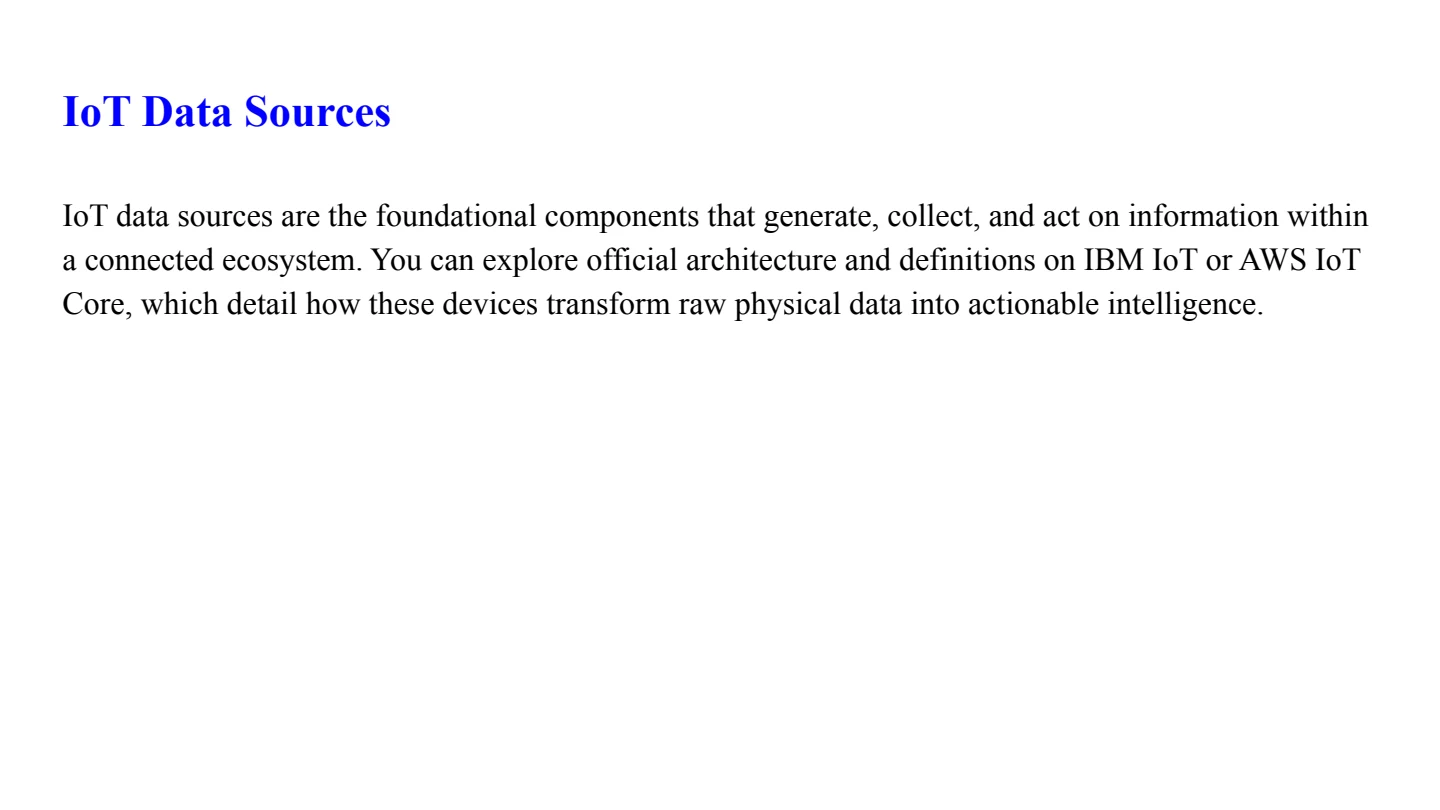 IoT Data Sources
IoT data sources are the foundational components that generate, collect, and act on information within
a connected ecosystem. You can explore official architecture and definitions on IBM IoT or AWS IoT
Core, which detail how these devices transform raw physical data into actionable intelligence.